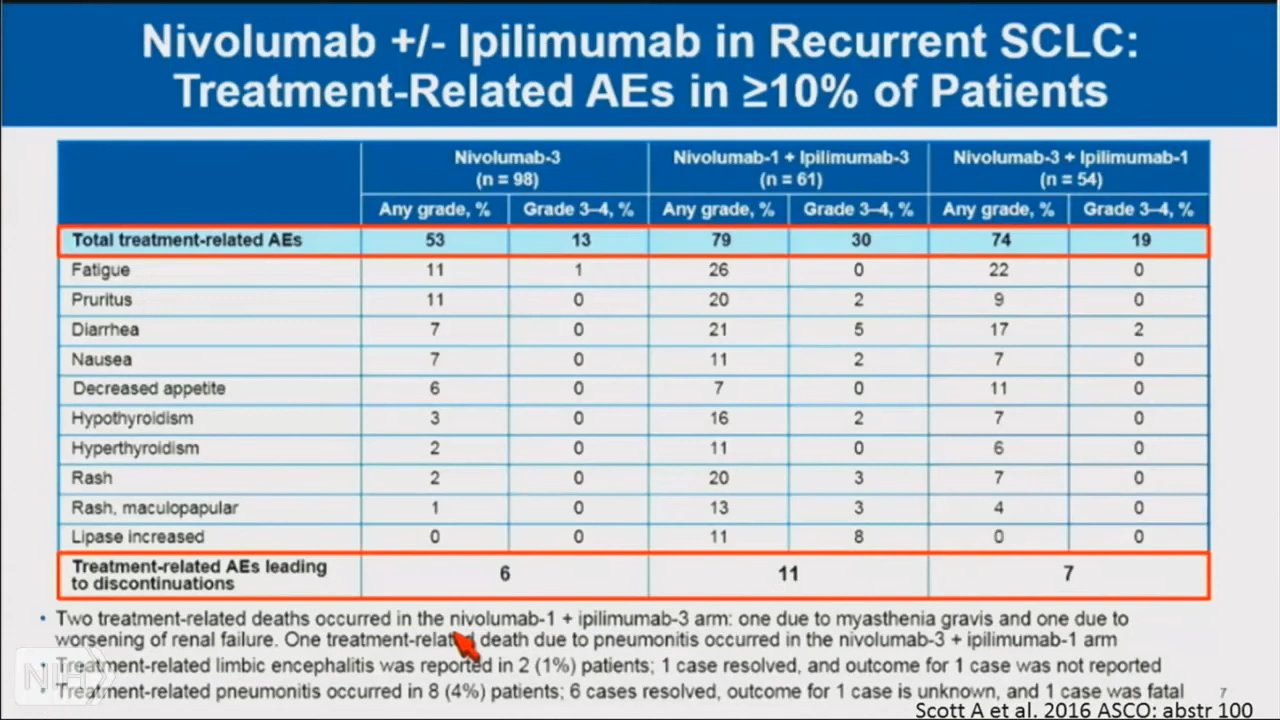 Nivolumab +/- Ipilimumab in Recurrent SCLC:
Treatment-Related AEs in ≥10% of Patients
Nivolumab-3 (n = 98) Nivolumab-1 + Ipilimumab-3 (n = 61) Nivolumab-3 + Ipilimumab-1 (n = 54)
Any grade, % Grade 3–4, % Any grade, % Grade 3–4, % Any grade, % Grade 3–4, %
Total treatment-related AEs 53 13 79 30 74 19
Fatigue 11 1 26 0 22 0
Pruritus 11 0 20 2 9 0
Diarrhea 7 0 21 5 17 2
Nausea 7 0 11 2 7 0
Decreased appetite 6 0 7 0 11 0
Hypothyroidism 3 0 16 2 7 0
Hyperthyroidism 2 0 11 0 6 0
Rash 2 0 20 3 7 0
Rash, maculopapular 1 0 13 3 4 0
Lipase increased 0 0 11 8 0 0
Treatment-related AEs leading to discontinuations 6 11 7
• Two treatment-related deaths occurred in the nivolumab-1 + ipilimumab-3 arm: one due to myasthenia gravis and one due to
worsening of renal failure. One treatment-related death due to pneumonitis occurred in the nivolumab-3 + ipilimumab-1 arm
• Treatment-related limbic encephalitis was reported in 2 (1%) patients; 1 case resolved, and outcome for 1 case was not reported
• Treatment-related pneumonitis occurred in 8 (4%) patients; 6 cases resolved, outcome for 1 case is unknown, and 1 case was fatal
NIH
7
Scott A et al. 2016 ASCO: abstr 100